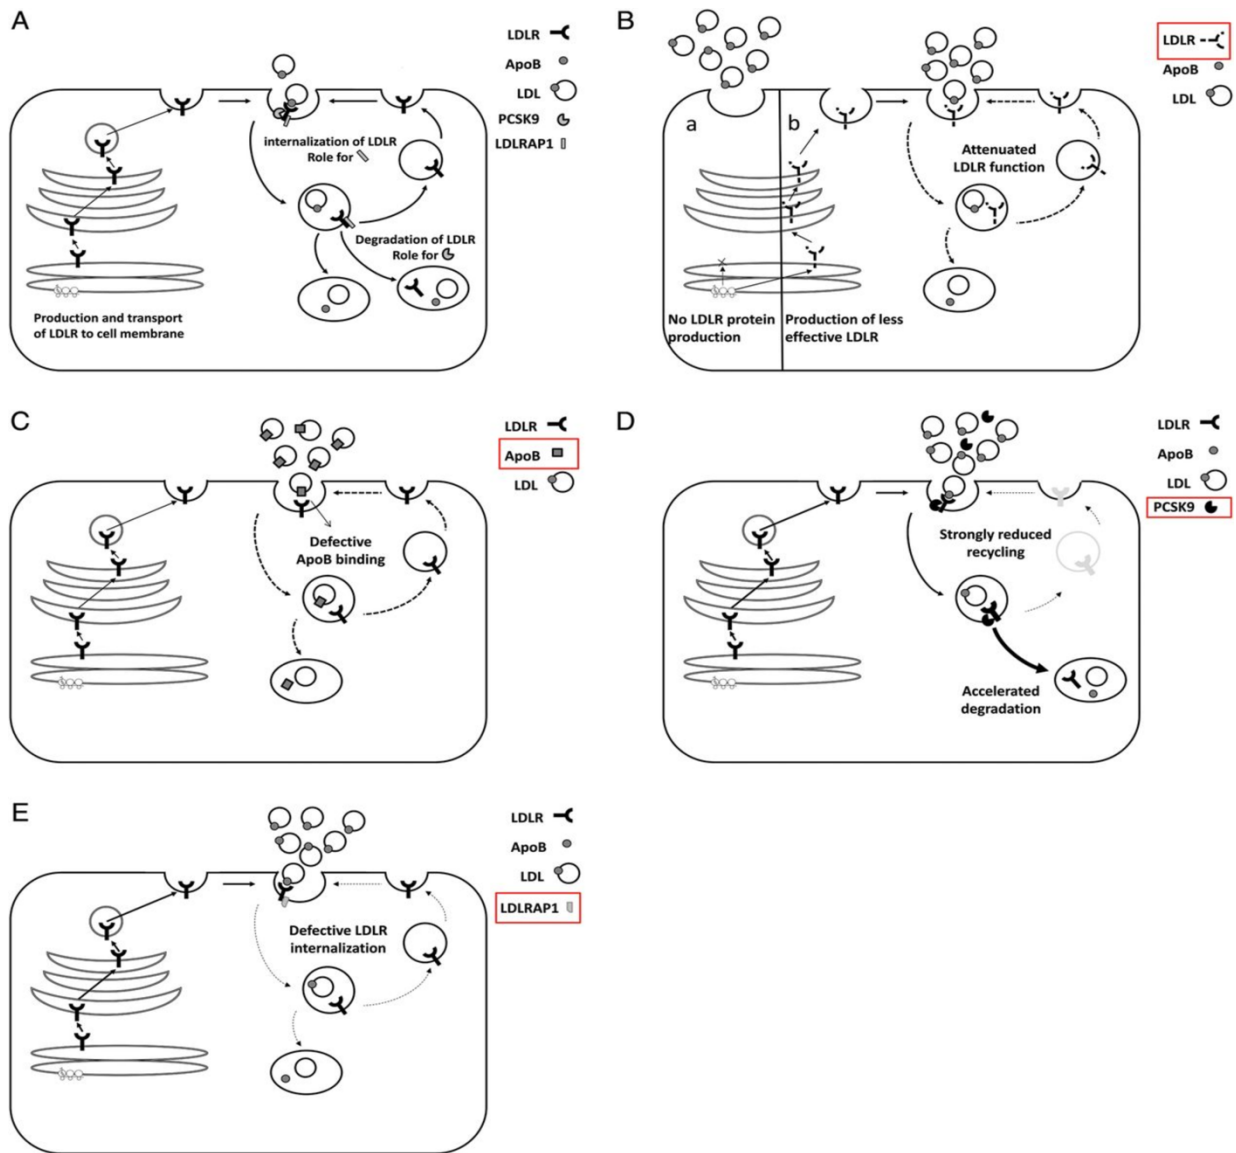 A
LDLR
ApoB
LDL
PCSK9
LDLRAP1
internalization of LDLR
Role for
Degradation of LDLR
Role for
Production and transport
of LDLR to cell membrane
B
LDLR
ApoB
LDL
a
b
Attenuated
LDLR function
No LDLR protein
production
Production of less
effective LDLR
C
LDLR
ApoB
LDL
Defective
ApoB binding
D
LDLR
ApoB
LDL
PCSK9
Strongly reduced
recycling
Accelerated
degradation
E
LDLR
ApoB
LDL
LDLRAP1
Defective LDLR
internalization